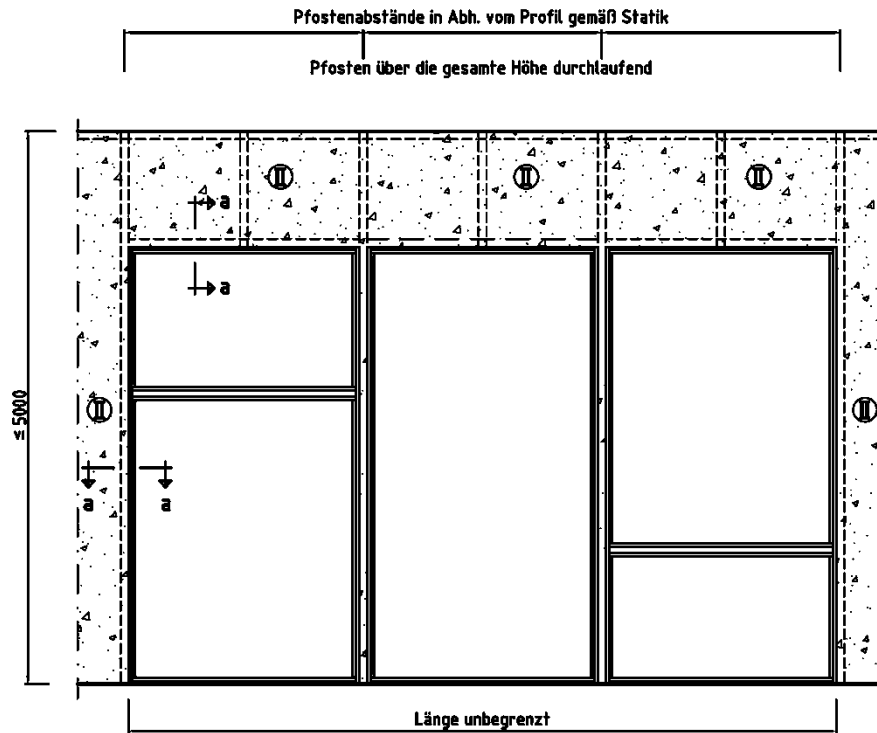 Pfostenabstände in Abh. vom Profil gemäß Statik
Pfosten über die gesamte Höhe durchlaufend
II II II
a
a
≤ 5000
II II
a a
Länge unbegrenzt